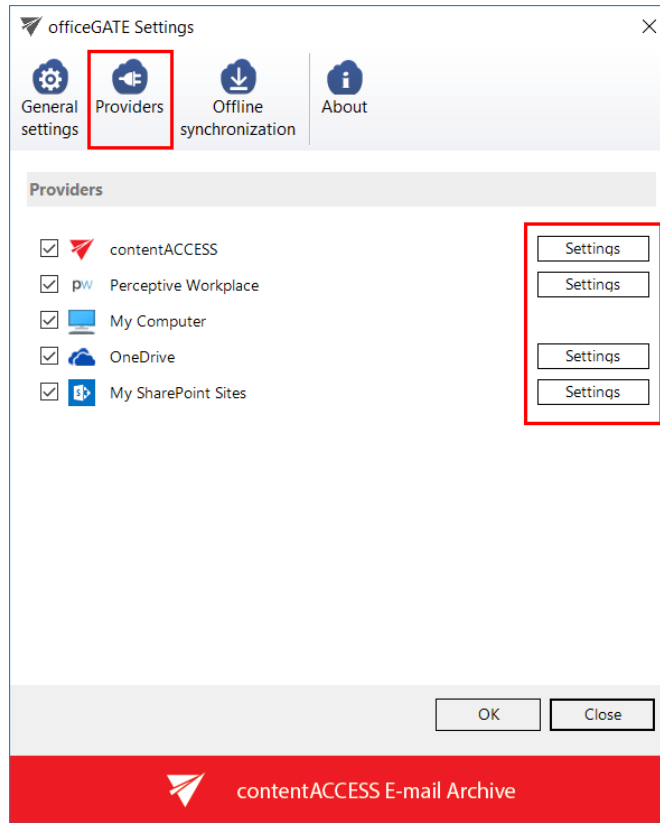 officeGATE Settings
General settings
Providers
Offline synchronization
About
Providers
contentACCESS Settings
pw Perceptive Workplace Settings
My Computer
OneDrive Settings
S My SharePoint Sites Settings
OK Close
contentACCESS E-mail Archive